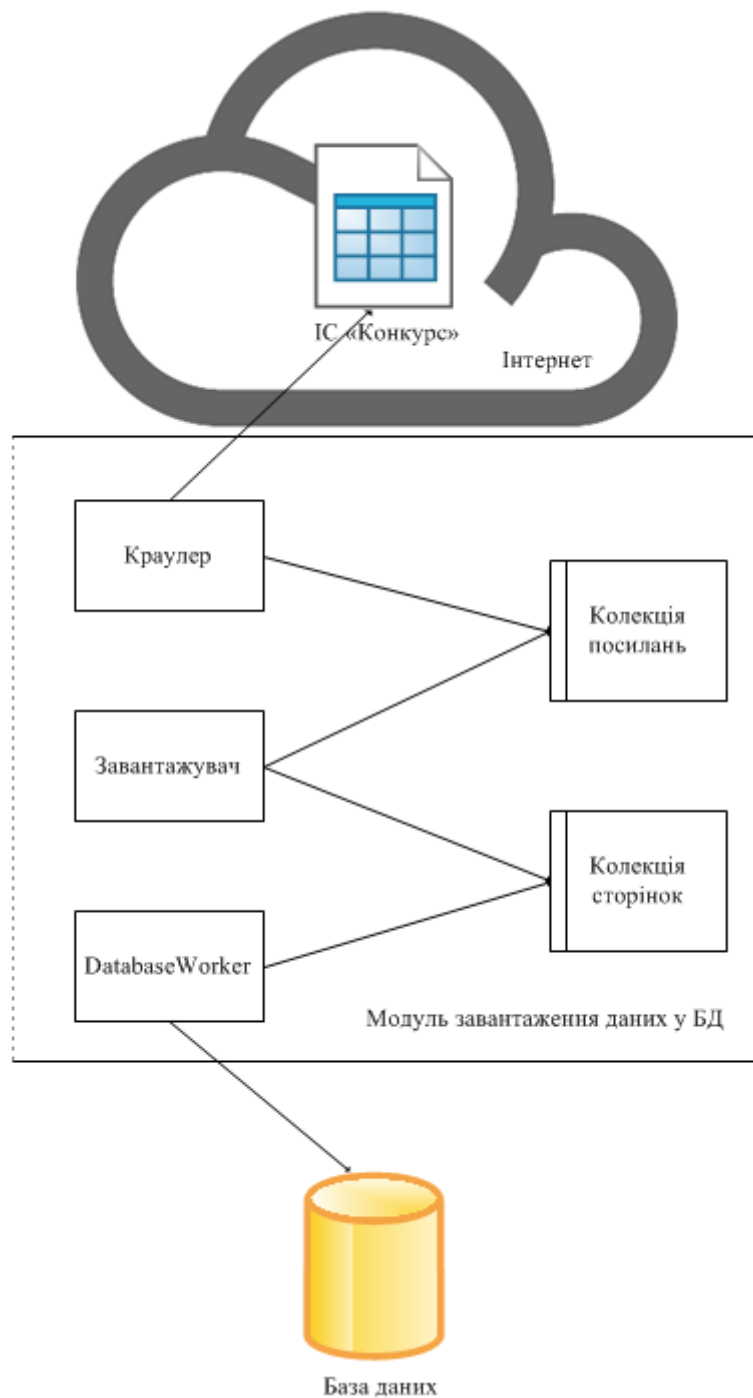 ІС «Конкурс»
Інтернет
Краулер
Колекція
посилань
Завантажувач
Колекція
сторінок
DatabaseWorker
Модуль завантаження даних у БД
База даних